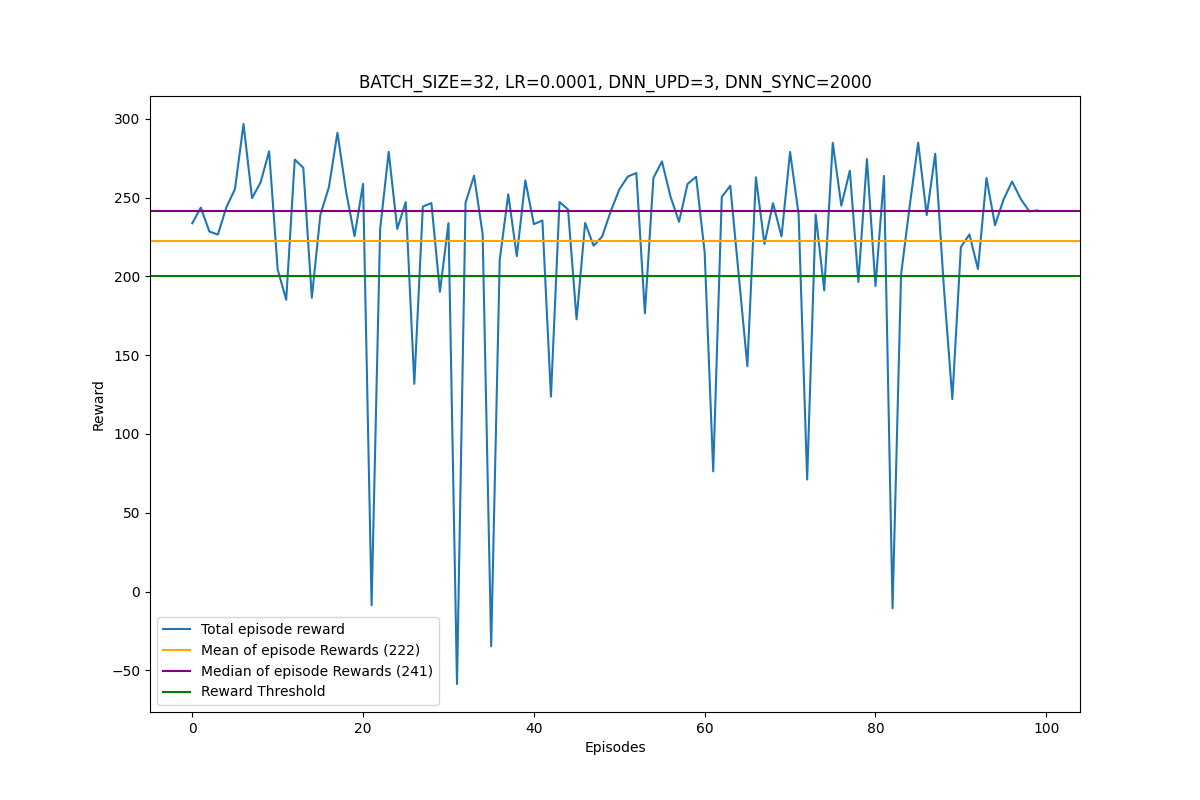 BATCH_SIZE=32, LR=0.0001, DNN_UPD=3, DNN_SYNC=2000
300
250
200
150
100
50
0
−50
Reward
Total episode reward
Mean of episode Rewards (222)
Median of episode Rewards (241)
Reward Threshold
0 20 40 60 80 100
Episodes